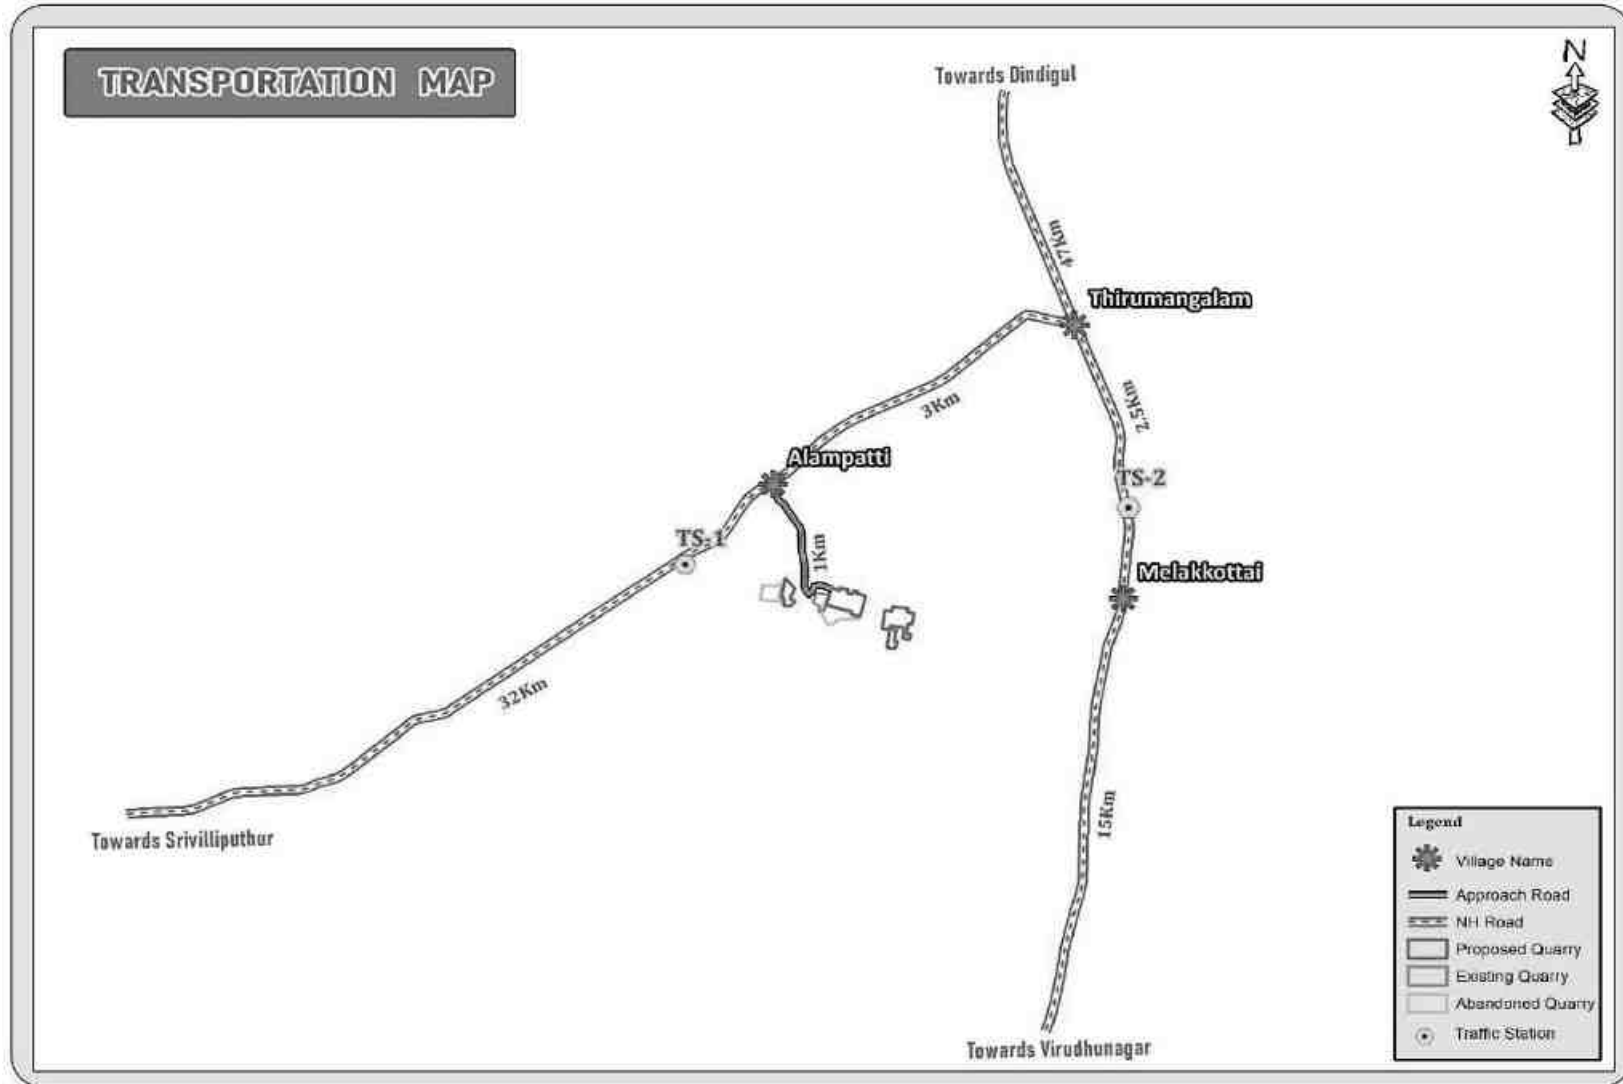 TRANSPORTATION MAP
N
Towards Dindigul
47Km
Thirumangalam
2.5Km
3Km
Alampatti
TS-2
TS-1
1Km
Melakkottai
32Km
15Km
Towards Srivilliputhur
Towards Virudhunagar
Legend
Village Name
Approach Road
NH Road
Proposed Quarry
Existing Quarry
Abandoned Quarry
Traffic Station